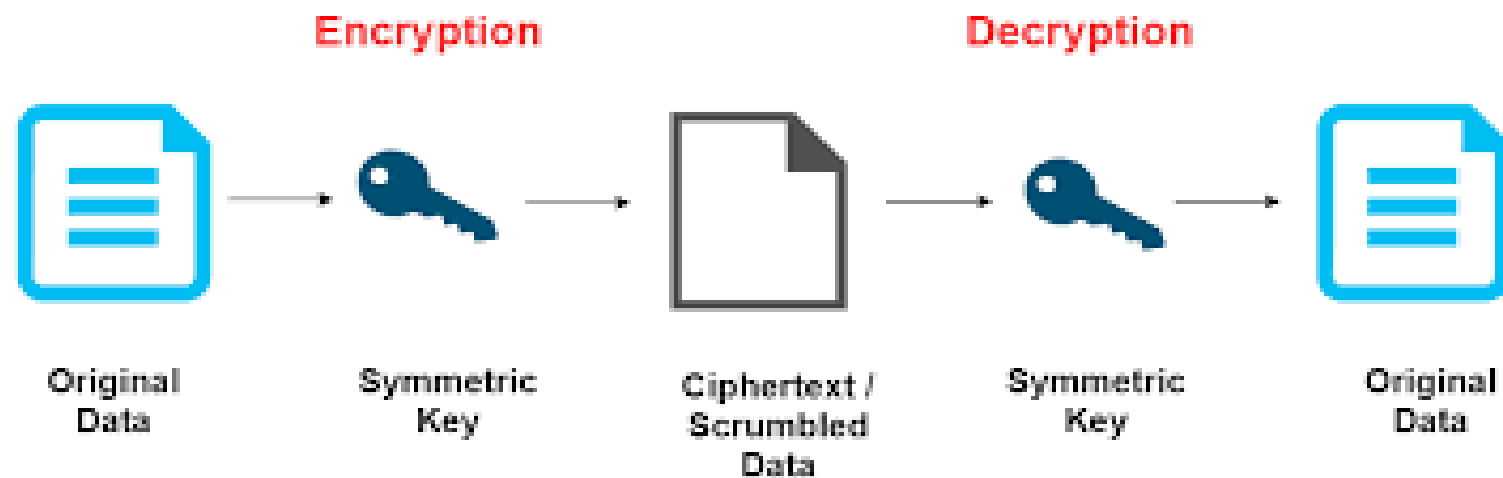 Encryption
Decryption
Original
Data
Symmetric
Key
Ciphertext /
Scrumbled
Data
Symmetric
Key
Original
Data